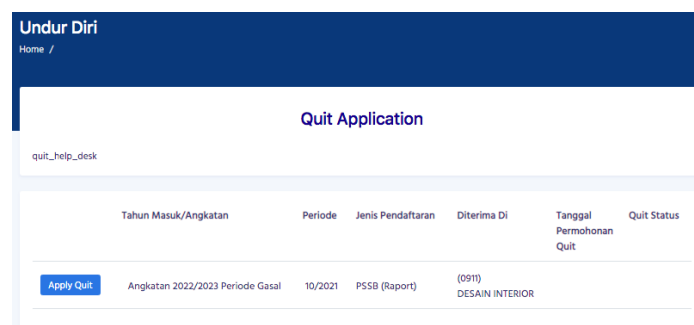 Undur Diri
Home /
Quit Application
quit_help_desk
Tahun Masuk/Angkatan Periode Jenis Pendaftaran Diterima Di Tanggal Permohonan Quit Quit Status
Apply Quit Angkatan 2022/2023 Periode Gasal 10/2021 PSSB (Raport) (0911) DESAIN INTERIOR